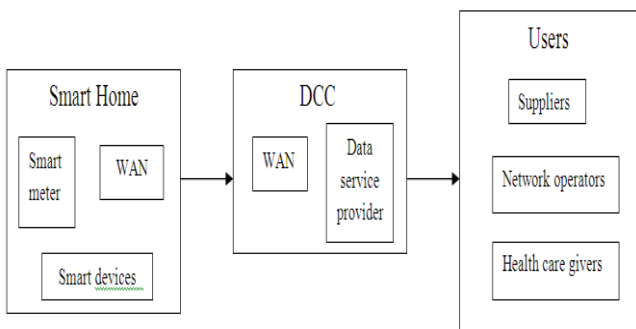 Smart Home
Smart
meter
WAN
Smart devices
DCC
WAN
Data
service
provider
Users
Suppliers
Network operators
Health care givers